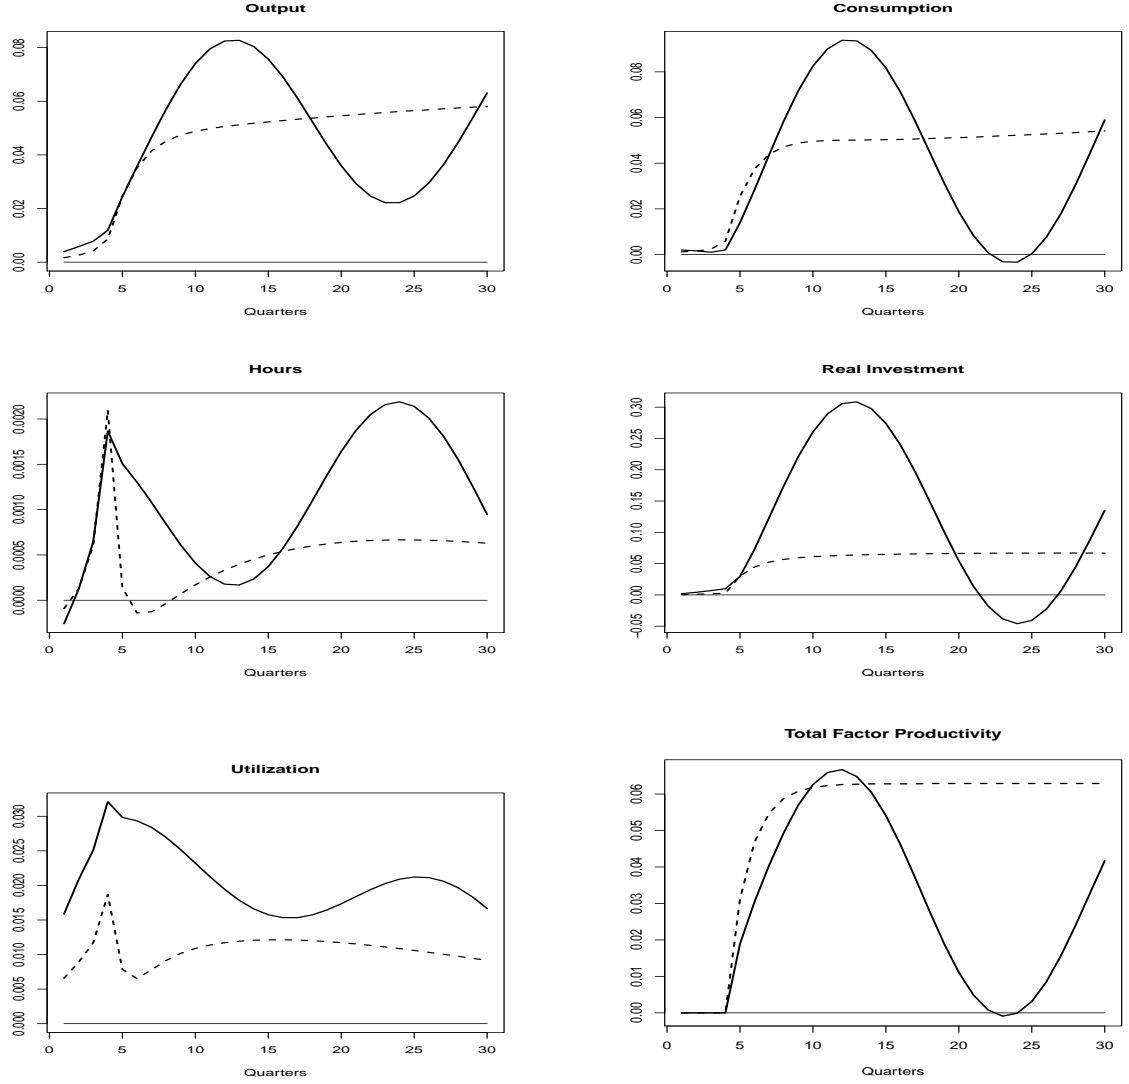 Output
0.00 0.02 0.04 0.06 0.08
0 5 10 15 20 25 30
Quarters
Consumption
0.00 0.02 0.04 0.06 0.08
0 5 10 15 20 25 30
Quarters
Hours
0.0000 0.0005 0.0010 0.0015 0.0020
0 5 10 15 20 25 30
Quarters
Real Investment
-0.05 0.00 0.05 0.10 0.15 0.20 0.25 0.30
0 5 10 15 20 25 30
Quarters
Utilization
0.000 0.005 0.010 0.015 0.020 0.025 0.030
0 5 10 15 20 25 30
Quarters
Total Factor Productivity
0.00 0.01 0.02 0.03 0.04 0.05 0.06
0 5 10 15 20 25 30
Quarters